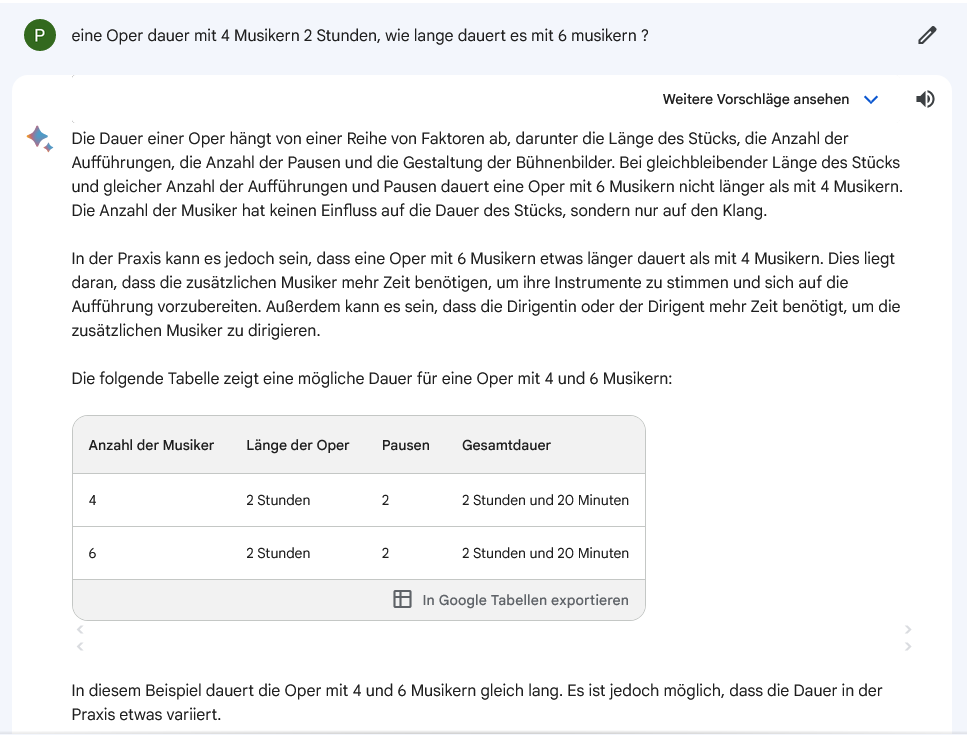 P
eine Oper dauer mit 4 Musikern 2 Stunden, wie lange dauert es mit 6 musikern ?
Weitere Vorschläge ansehen
Die Dauer einer Oper hängt von einer Reihe von Faktoren ab, darunter die Länge des Stücks, die Anzahl der
Aufführungen, die Anzahl der Pausen und die Gestaltung der Bühnenbilder. Bei gleichbleibender Länge des Stücks
und gleicher Anzahl der Aufführungen und Pausen dauert eine Oper mit 6 Musikern nicht länger als mit 4 Musikern.
Die Anzahl der Musiker hat keinen Einfluss auf die Dauer des Stücks, sondern nur auf den Klang.
In der Praxis kann es jedoch sein, dass eine Oper mit 6 Musikern etwas länger dauert als mit 4 Musikern. Dies liegt
daran, dass die zusätzlichen Musiker mehr Zeit benötigen, um ihre Instrumente zu stimmen und sich auf die
Aufführung vorzubereiten. Außerdem kann es sein, dass die Dirigentin oder der Dirigent mehr Zeit benötigt, um die
zusätzlichen Musiker zu dirigieren.
Die folgende Tabelle zeigt eine mögliche Dauer für eine Oper mit 4 und 6 Musikern:
Anzahl der Musiker Länge der Oper Pausen Gesamtdauer
4 2 Stunden 2 2 Stunden und 20 Minuten
6 2 Stunden 2 2 Stunden und 20 Minuten
In Google Tabellen exportieren
In diesem Beispiel dauert die Oper mit 4 und 6 Musikern gleich lang. Es ist jedoch möglich, dass die Dauer in der
Praxis etwas variiert.